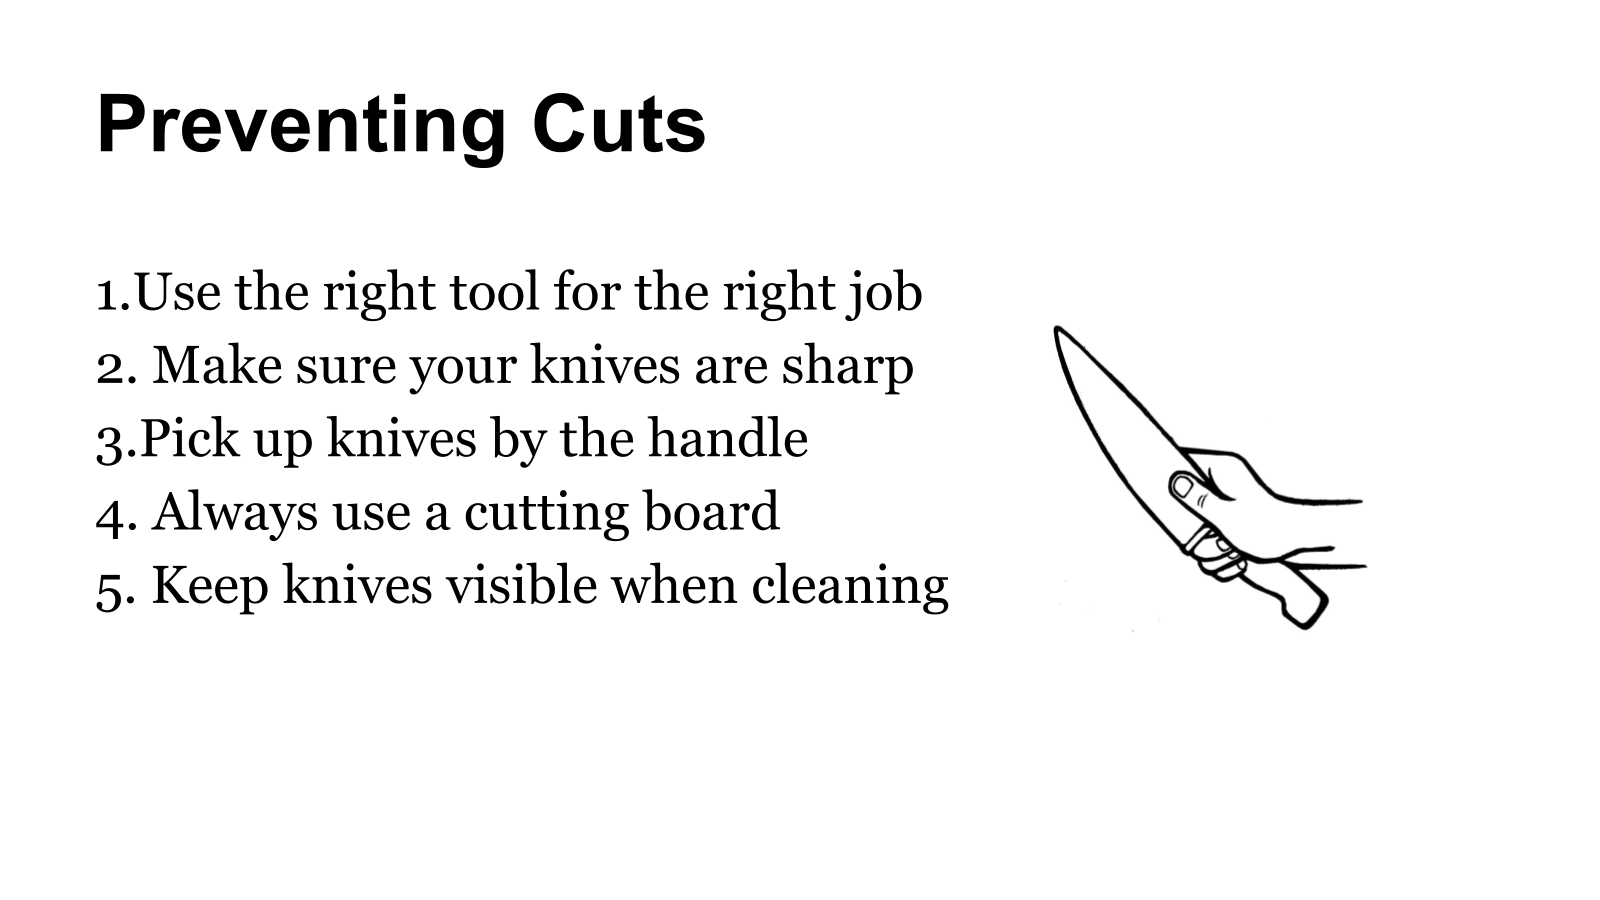 Preventing Cuts
1.Use the right tool for the right job
2. Make sure your knives are sharp
3.Pick up knives by the handle
4. Always use a cutting board
5. Keep knives visible when cleaning